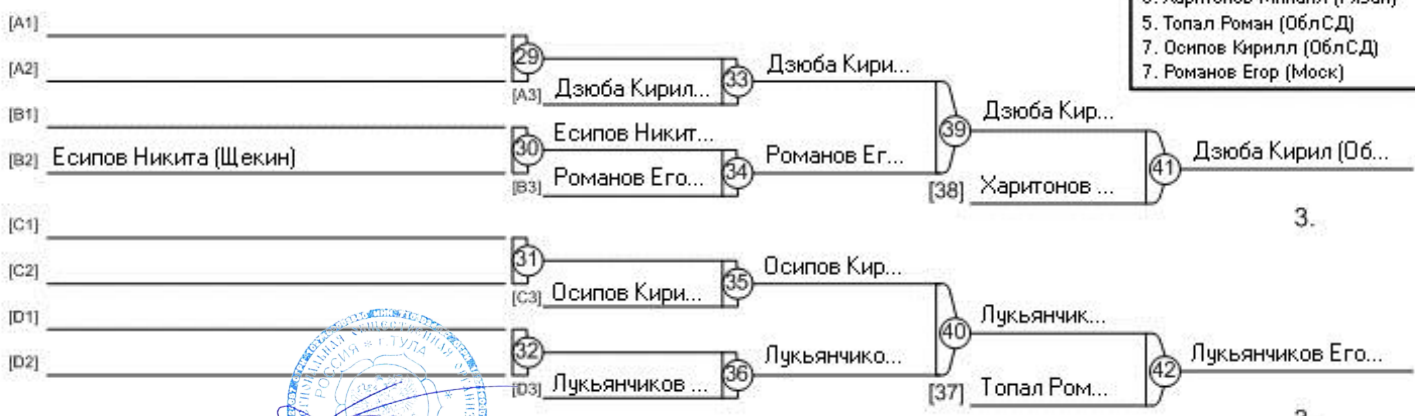 5. Топал Роман (ОблСД)
7. Осипов Кирилл (ОблСД)
7. Романов Егор (Моск)
[A1]
[A2]
29
[A3] Дзюба Кирил...
33
Дзюба Кири...
[B1]
[B2] Есипов Никита (Щекин)
30
Есипов Никит...
[B3] Романов Его...
34
Романов Ег...
39
Дзюба Кир...
[38] Харитонов ...
41
Дзюба Кирил (Об...
3.
[C1]
[C2]
31
[C3] Осипов Кири...
35
Осипов Кир...
[D1]
[D2]
32
[D3] Лукьянчиков ...
36
Лукьянчико...
40
Лукьянчик...
[37] Топал Ром...
42
Лукьянчиков Его...
РОССИЯ * г.ТУЛА